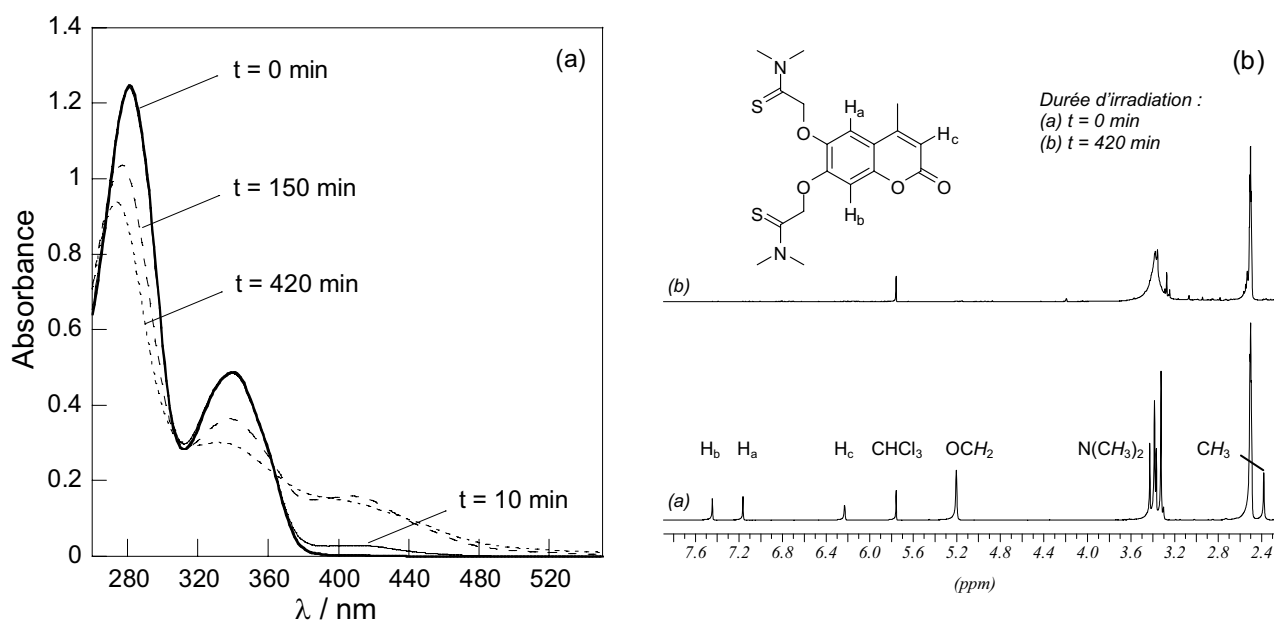 1.4
1.2
1
0.8
0.6
0.4
0.2
0
Absorbance
(a)
t = 0 min
t = 150 min
t = 420 min
t = 10 min
280 320 360 400 440 480 520
λ / nm
(b)
N
S
O
Ha
Hc
O
O
O
Hb
S
N
Durée d'irradiation :
(a) t = 0 min
(b) t = 420 min
(b)
Hb Ha Hc CHCl3 OCH2 N(CH3)2 CH3
(a)
7.6 7.2 6.8 6.4 6.0 5.6 5.2 4.8 4.4 4.0 3.6 3.2 2.8 2.4
(ppm)